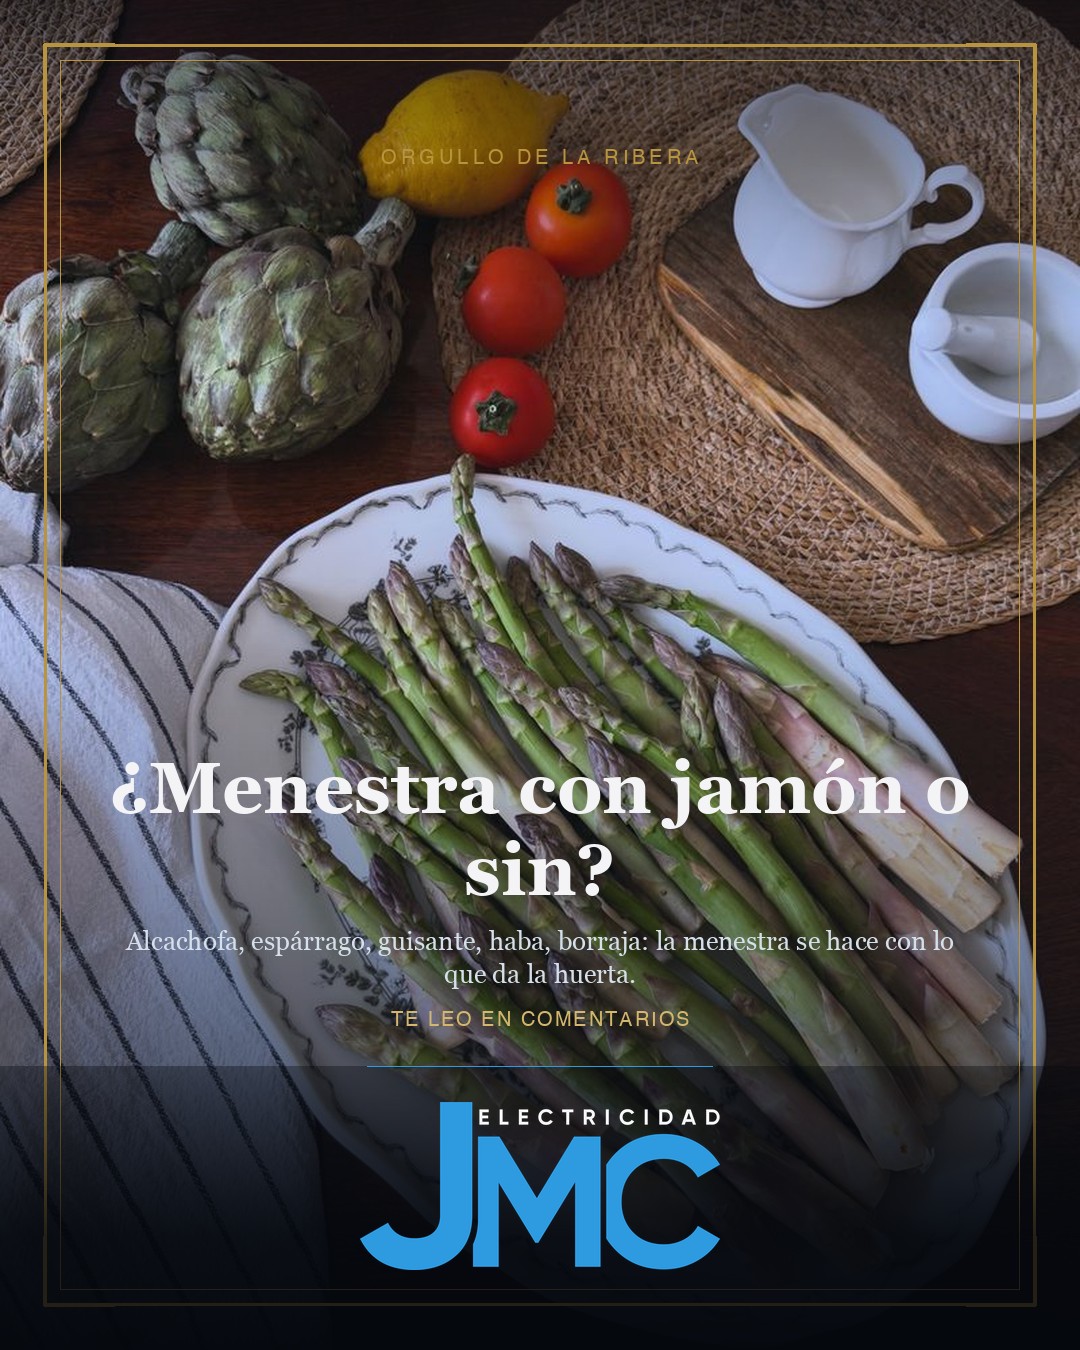 ORGULLO DE LA RIBERA
¿Menestra con jamón o
sin?
Alcachofa, espárrago, guisante, haba, borraja: la menestra se hace con lo
que da la huerta.
TE LEO EN COMENTARIOS
ELECTRICIDAD
JMC